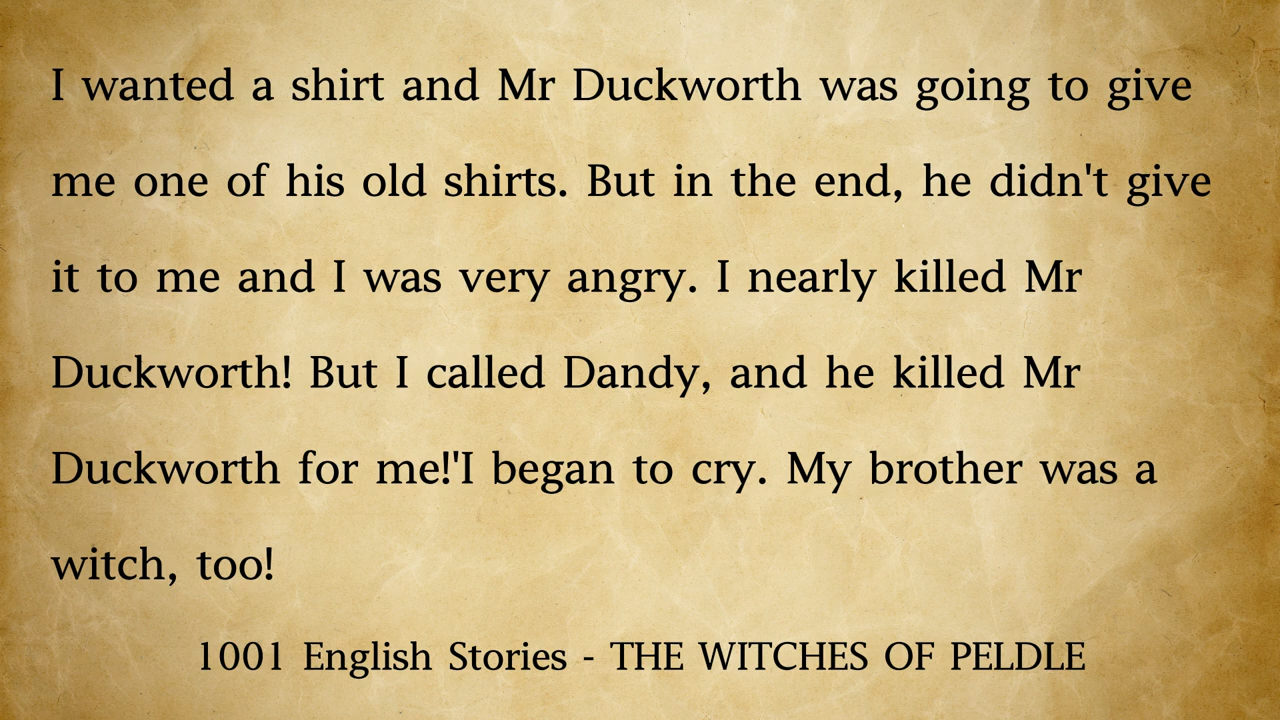 I wanted a shirt and Mr Duckworth was going to give
me one of his old shirts. But in the end, he didn't give
it to me and I was very angry. I nearly killed Mr
Duckworth! But I called Dandy, and he killed Mr
Duckworth for me!'I began to cry. My brother was a
witch, too!
1001 English Stories - THE WITCHES OF PELDLE